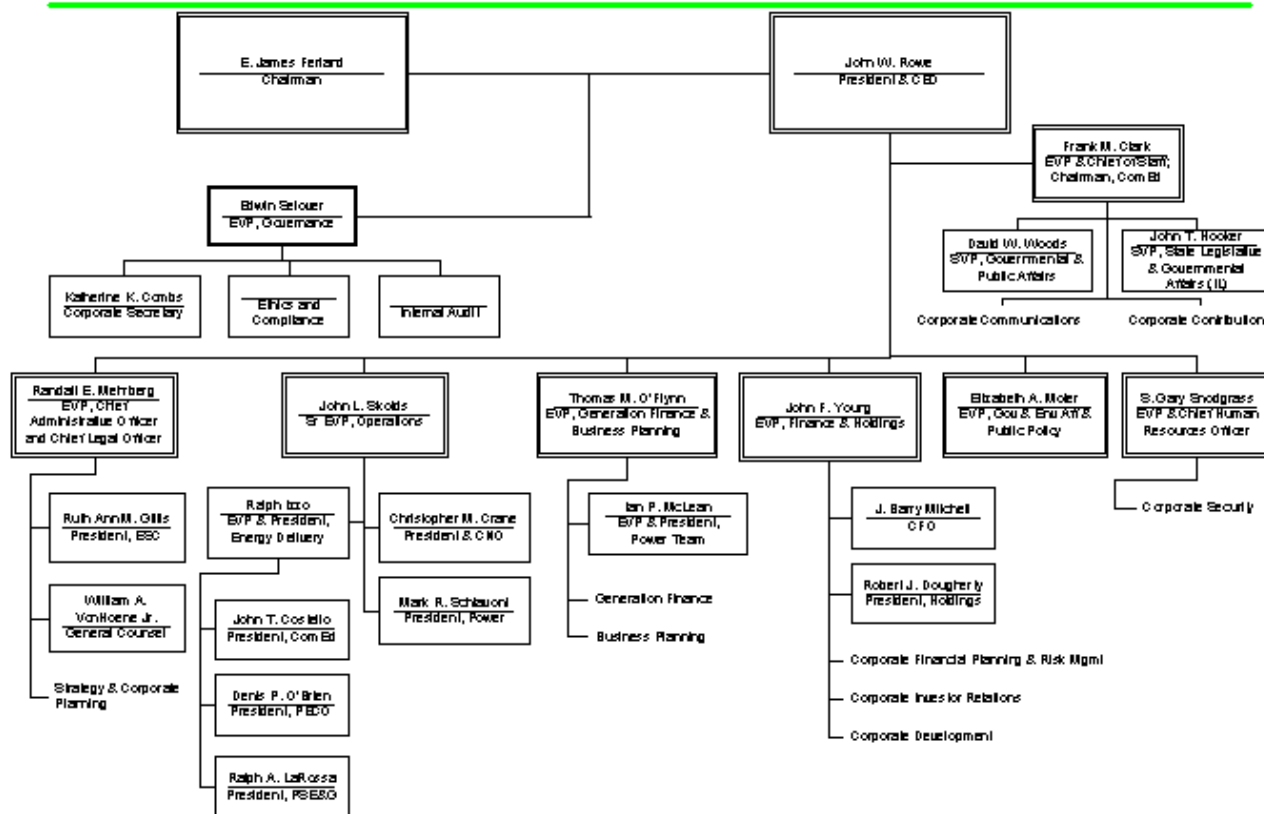 E. James Ferland
Chairman
John W. Rowe
President & CEO
Frank M. Clark
EVP & Chief of Staff;
Chairman, ComEd
Edwin Selover
EVP, Governance
David W. Woods
SVP, Governmental &
Public Affairs
John T. Hooker
SVP, State Legislative
& Governmental
Affairs (IL)
Katherine K. Combs
Corporate Secretary
Ethics and
Compliance
Internal Audit
Corporate Communications
Corporate Contribution
Randall E. Mehrberg
EVP, Chief
Administrative Officer
and Chief Legal Officer
John L. Skolds
Sr EVP, Operations
Thomas M. O'Flynn
EVP, Generation Finance &
Business Planning
John F. Young
EVP, Finance & Holdings
Elizabeth A. Moler
EVP, Gov & Env Aff &
Public Policy
S. Gary Snodgrass
EVP & Chief Human
Resources Officer
Ruth Ann M. Gillis
President, ESC
Ralph Izzo
EVP & President,
Energy Delivery
Christopher M. Crane
President & CNO
Ian P. McLean
EVP & President,
Power Team
J. Barry Mitchell
CFO
Corporate Security
William A.
VonHoene Jr.
General Counsel
John T. Costello
President, ComEd
Mark R. Schiavoni
President, Power
Generation Finance
Business Planning
Robert J. Dougherty
President, Holdings
Strategy & Corporate
Planning
Denis P. O'Brien
President, PECO
Corporate Financial Planning & Risk Mgmt
Corporate Investor Relations
Corporate Development
Ralph A. LaRossa
President, PSE&G